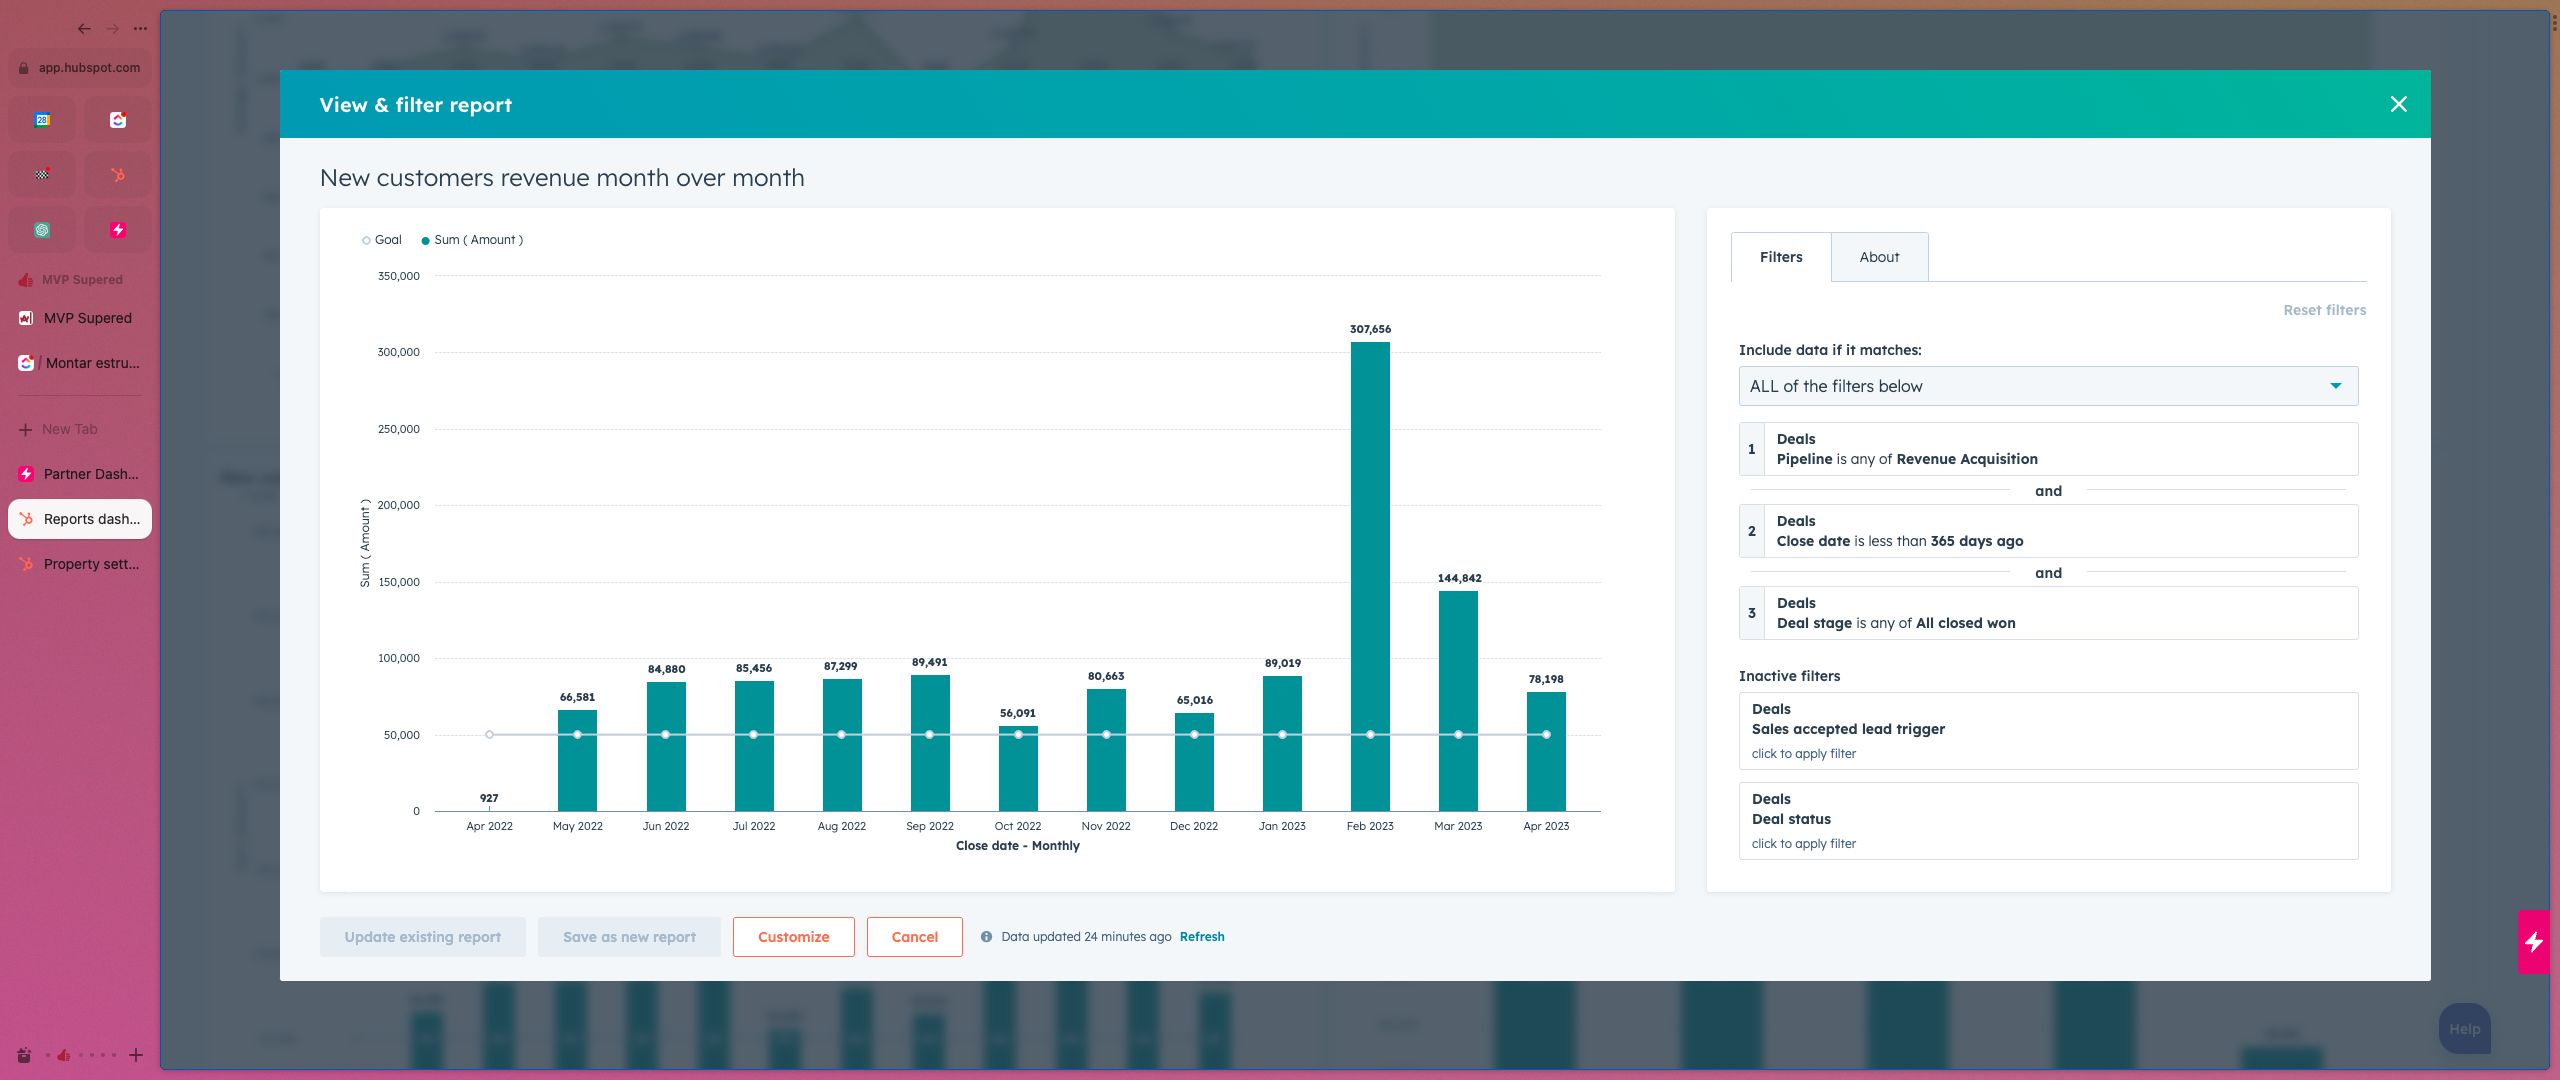 app.hubspot.com
28
MVP Supered
MVP Supered
/ Montar estru...
New Tab
Partner Dash...
Reports dash...
Property sett...
View & filter report
New customers revenue month over month
Goal
Sum ( Amount )
350,000
300,000
250,000
200,000
150,000
100,000
50,000
0
Sum ( Amount )
927
66,581
84,880
85,456
87,299
89,491
56,091
80,663
65,016
89,019
307,656
144,842
78,198
Apr 2022
May 2022
Jun 2022
Jul 2022
Aug 2022
Sep 2022
Oct 2022
Nov 2022
Dec 2022
Jan 2023
Feb 2023
Mar 2023
Apr 2023
Close date - Monthly
Filters
About
Reset filters
Include data if it matches:
ALL of the filters below
1
Deals
Pipeline is any of Revenue Acquisition
and
2
Deals
Close date is less than 365 days ago
and
3
Deals
Deal stage is any of All closed won
Inactive filters
Deals
Sales accepted lead trigger
click to apply filter
Deals
Deal status
click to apply filter
Update existing report
Save as new report
Customize
Cancel
Data updated 24 minutes ago Refresh
Help